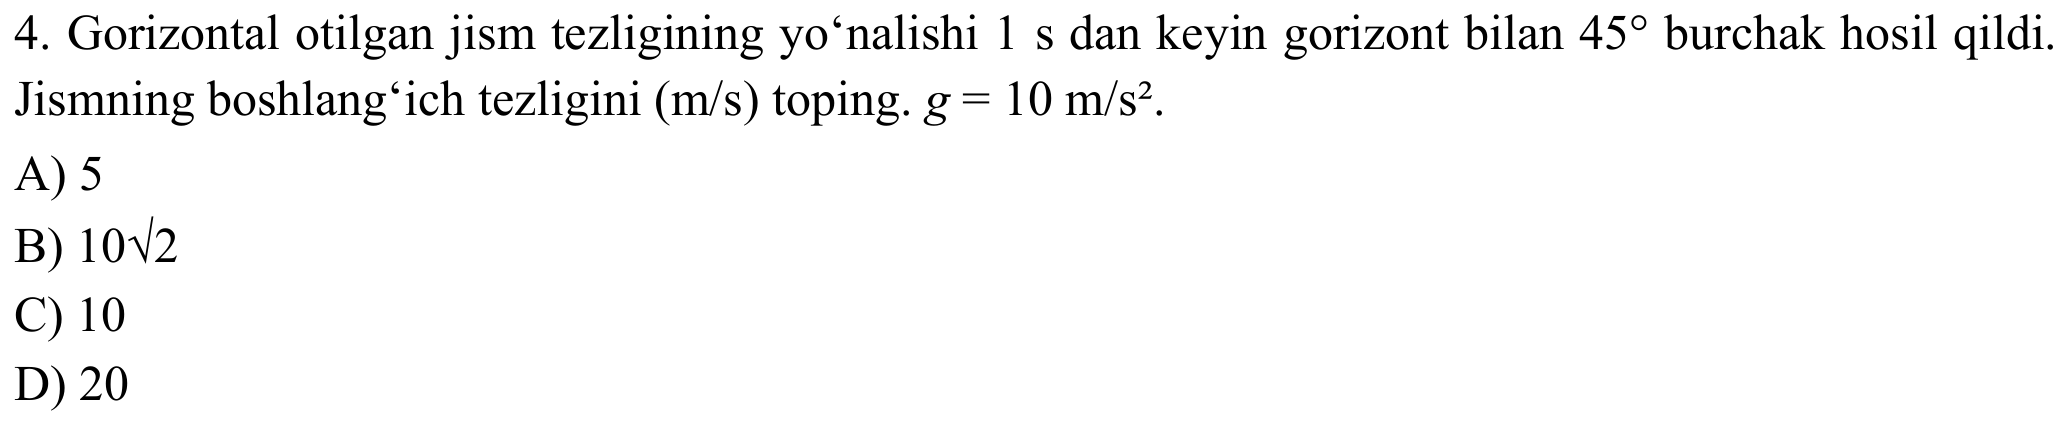 4. Gorizontal otilgan jism tezligining yo‘nalishi 1 s dan keyin gorizont bilan 45° burchak hosil qildi.
Jismning boshlang‘ich tezligini (m/s) toping. g = 10 m/s².
A) 5
B) 10√2
C) 10
D) 20